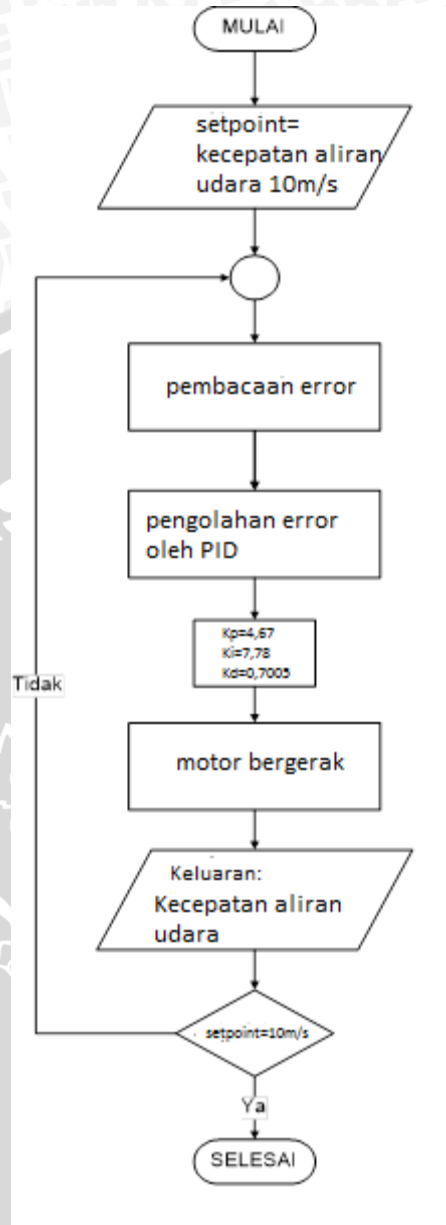 MULAI
setpoint=
kecepatan aliran
udara 10m/s
pembacaan error
pengolahan error
oleh PID
Kp=4,67
Ki=7,78
Kd=0,7005
Tidak
motor bergerak
Keluaran:
Kecepatan aliran
udara
setpoint=10m/s
Ya
SELESAI